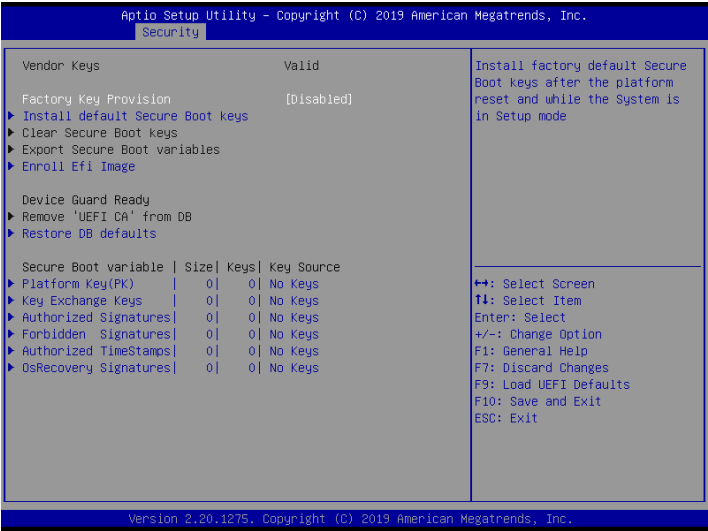 Aptio Setup Utility – Copyright (C) 2019 American Megatrends, Inc.
Security
Vendor Keys Valid
Factory Key Provision [Disabled]
Install default Secure Boot keys
Clear Secure Boot keys
Export Secure Boot variables
Enroll Efi Image
Device Guard Ready
Remove 'UEFI CA' from DB
Restore DB defaults
Secure Boot variable | Size| Keys| Key Source
Platform Key(PK) | 0| 0| No Keys
Key Exchange Keys | 0| 0| No Keys
Authorized Signatures| 0| 0| No Keys
Forbidden Signatures| 0| 0| No Keys
Authorized TimeStamps| 0| 0| No Keys
OsRecovery Signatures| 0| 0| No Keys
Install factory default Secure
Boot keys after the platform
reset and while the System is
in Setup mode
↔: Select Screen
↑↓: Select Item
Enter: Select
+/-: Change Option
F1: General Help
F7: Discard Changes
F9: Load UEFI Defaults
F10: Save and Exit
ESC: Exit
Version 2.20.1275. Copyright (C) 2019 American Megatrends, Inc.